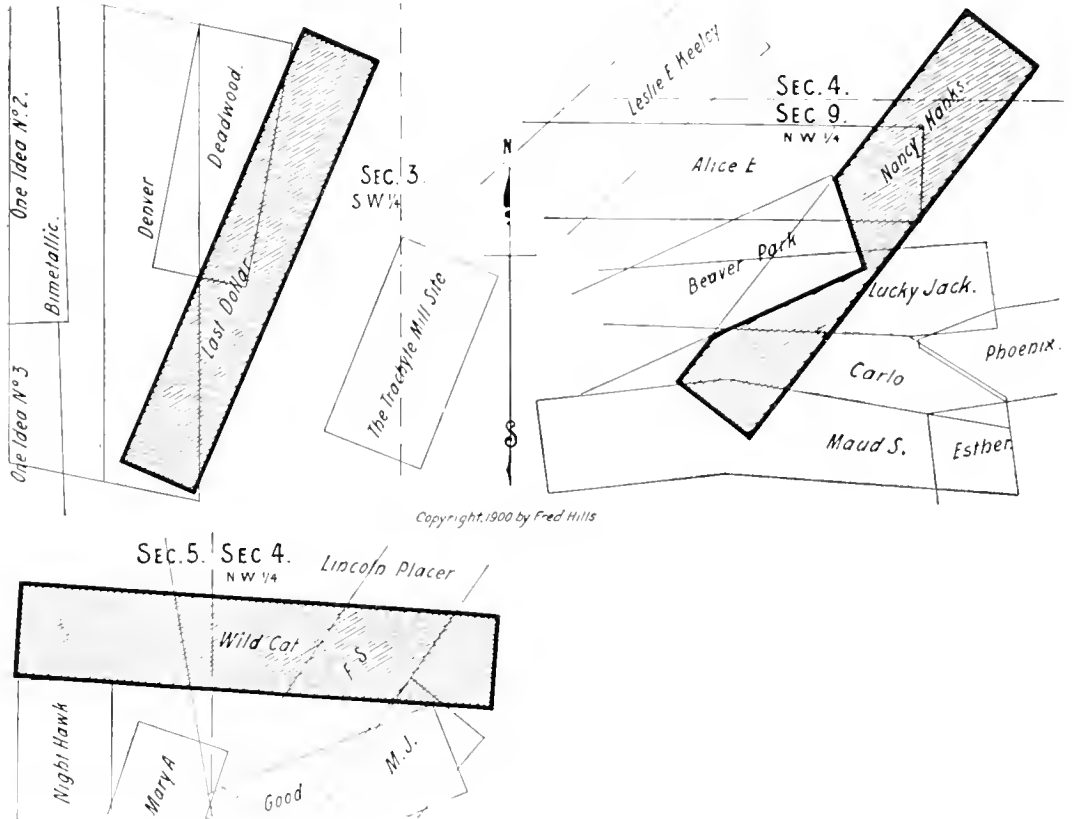 One Idea Nº 2.
Bimetallic.
One Idea Nº 3
Denver
Deadwood.
Last Dollar
SEC. 3.
S W 1/4
The Trachyte Mill Site
N
S
Leslie E Keeley
SEC. 4.
SEC 9.
N W 1/4
Nancy Hanks.
Alice E
Beaver Park
Lucky Jack.
Phoenix.
Carlo
Maud S.
Esther.
Copyright, 1900 by Fred Hills
SEC. 5. SEC 4.
N W 1/4
Lincoln Placer
Wild Cat
F S
Night Hawk
Mary A
Good
M. J.